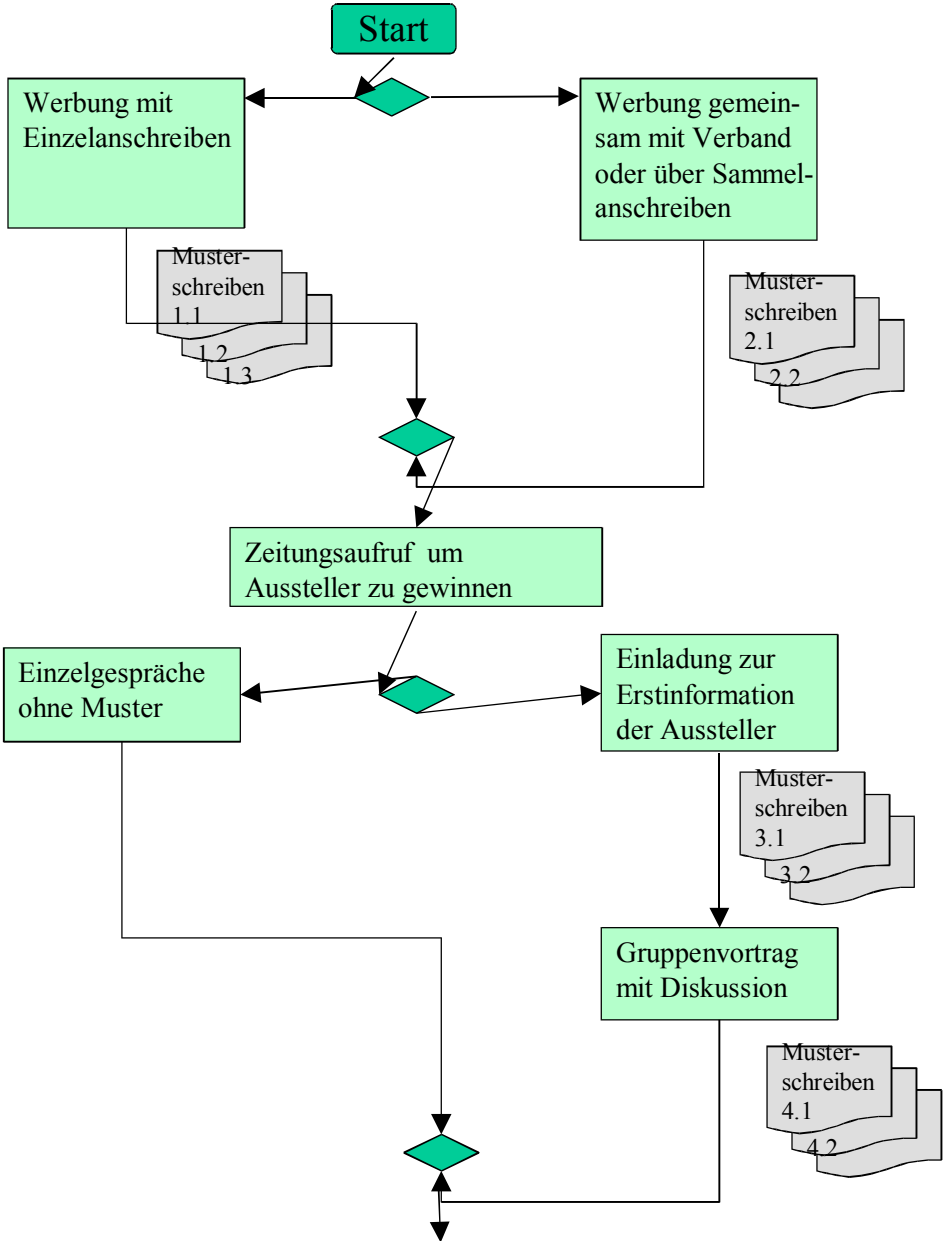 Start
Werbung mit
Einzelanschreiben
Werbung gemein-
sam mit Verband
oder über Sammel-
anschreiben
Muster-
schreiben
1.1
1.2
1.3
Muster-
schreiben
2.1
2.2
Zeitungsaufruf um
Aussteller zu gewinnen
Einzelgespräche
ohne Muster
Einladung zur
Erstinformation
der Aussteller
Muster-
schreiben
3.1
3.2
Gruppenvortrag
mit Diskussion
Muster-
schreiben
4.1
4.2